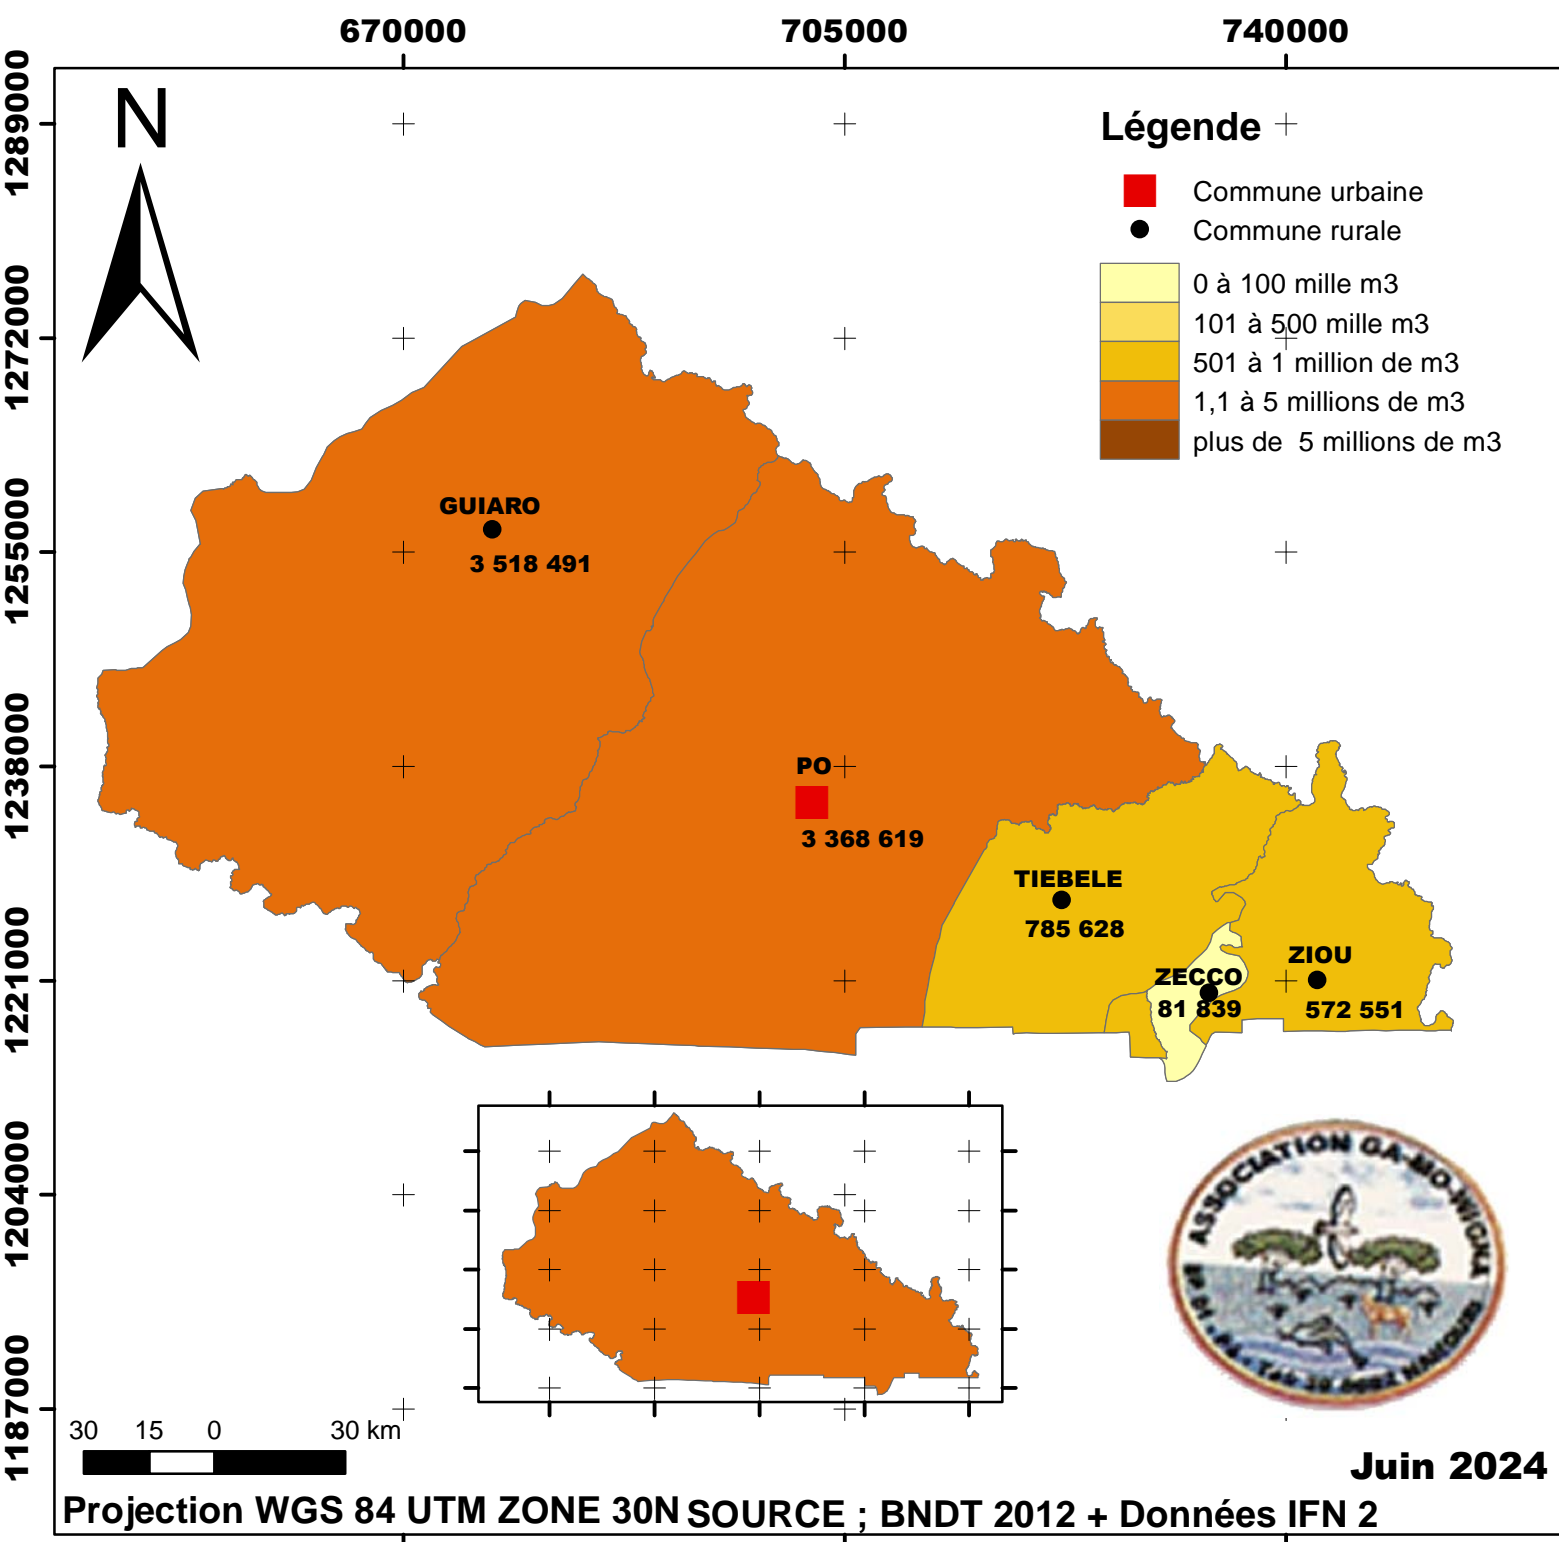 670000 705000 740000
1289000
1272000
1255000
1238000
1221000
1204000
1187000
N
Légende
Commune urbaine
Commune rurale
0 à 100 mille m3
101 à 500 mille m3
501 à 1 million de m3
1,1 à 5 millions de m3
plus de 5 millions de m3
GUIARO
3 518 491
PO
3 368 619
TIEBELE
785 628
ZECCO
81 839
ZIOU
572 551
ASSOCIATION GA-MO-WIGNA
30 15 0 30 km
Juin 2024
Projection WGS 84 UTM ZONE 30N SOURCE ; BNDT 2012 + Données IFN 2